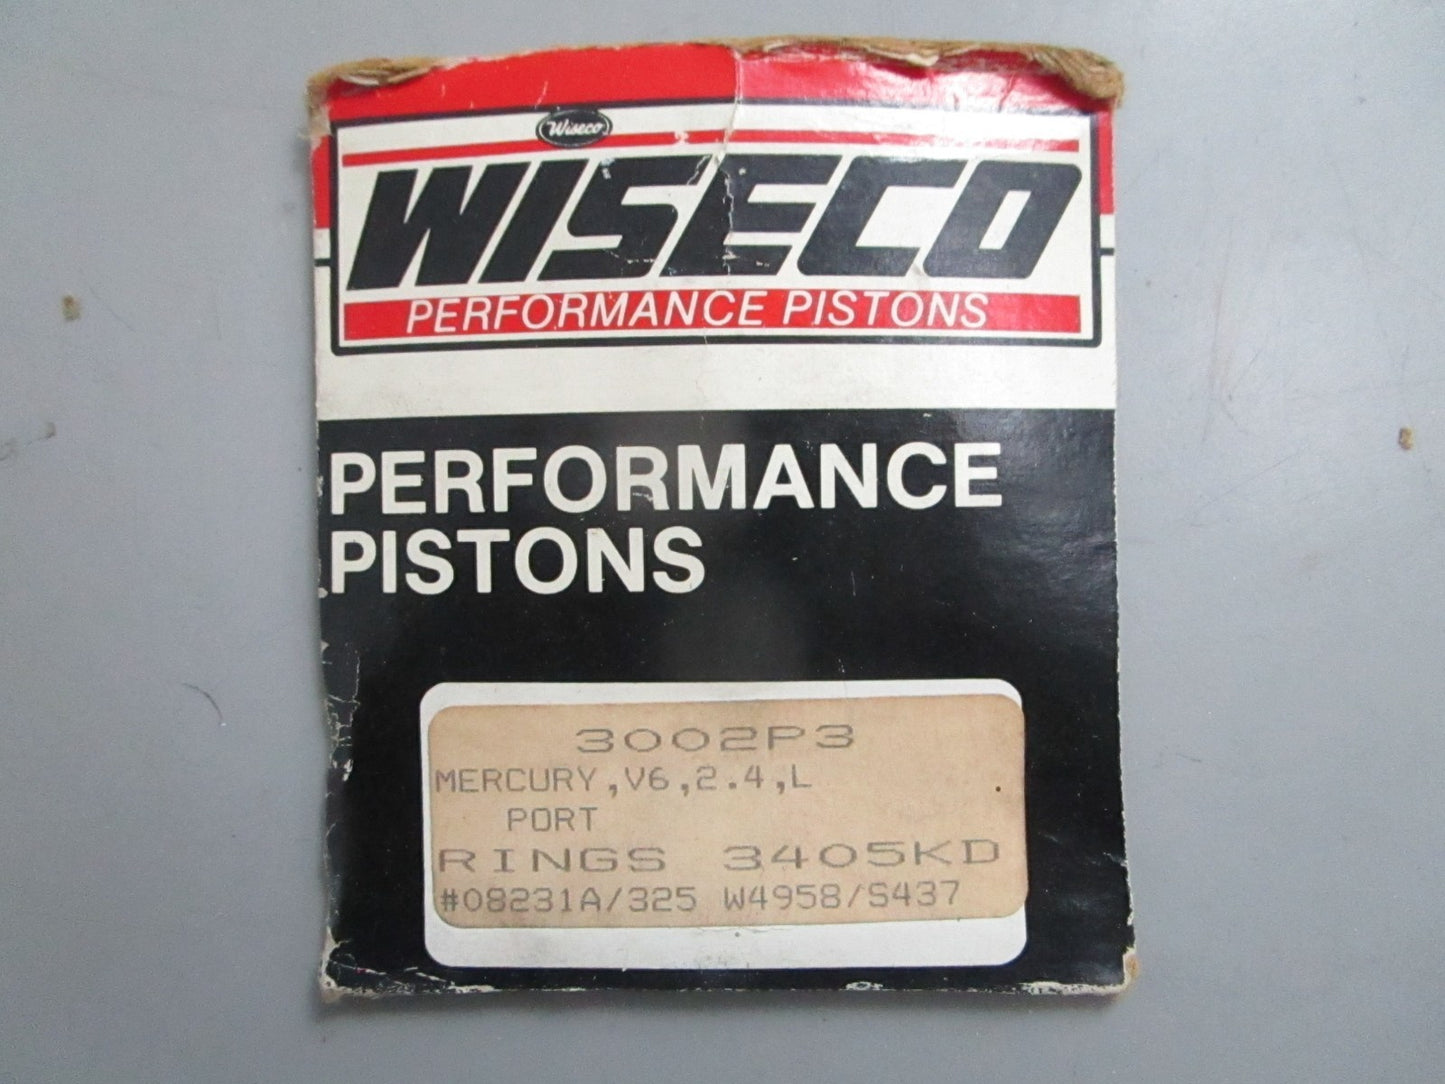 Wiseco
WISECO
PERFORMANCE PISTONS
PERFORMANCE
PISTONS
3002P3
MERCURY,V6,2.4,L
PORT
RINGS 3405KD
#08231A/325 W4958/S437